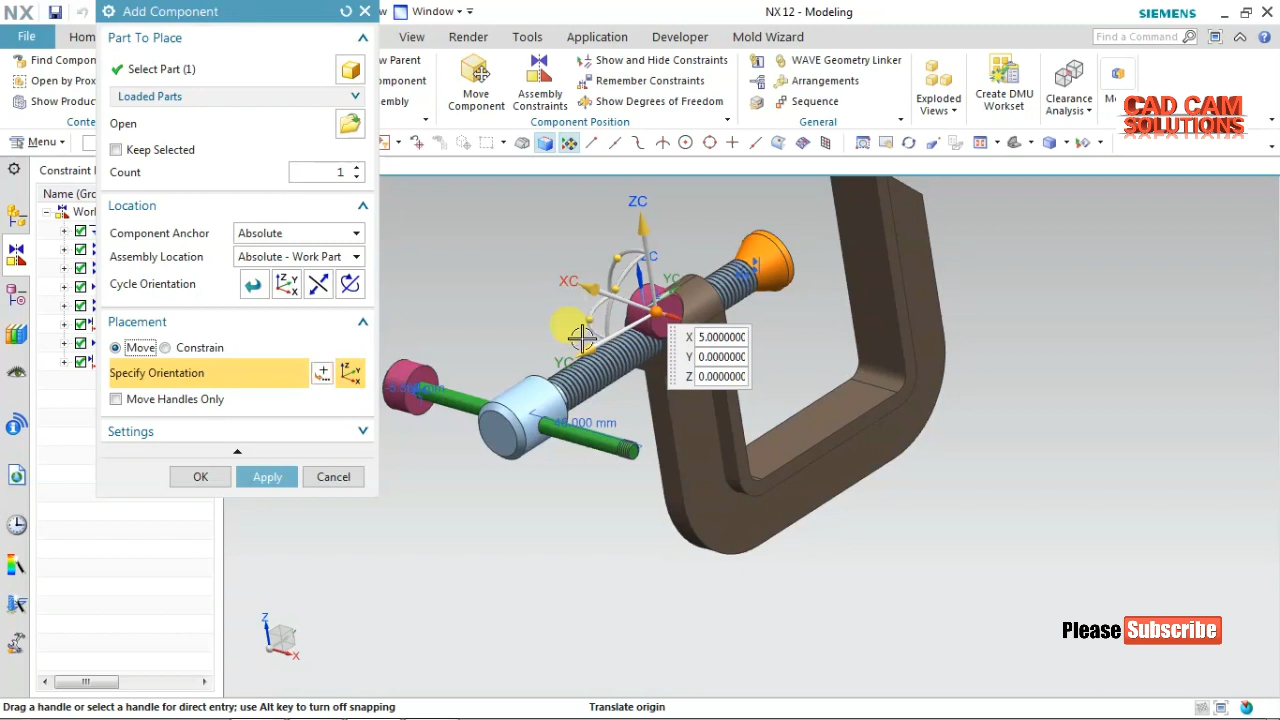 NX
Add Component
w
Window
NX 12 - Modeling
SIEMENS
File
Hom
View
Render
Tools
Application
Developer
Mold Wizard
Find a Command
Part To Place
Select Part (1)
Loaded Parts
Open
Keep Selected
Count
1
Location
Component Anchor
Absolute
Assembly Location
Absolute - Work Part
Cycle Orientation
Placement
Move
Constrain
Specify Orientation
Move Handles Only
Settings
OK
Apply
Cancel
Find Compon
Open by Prox
Show Produc
Conte
w Parent
omponent
embly
Move
Component
Assembly
Constraints
Show and Hide Constraints
Remember Constraints
Show Degrees of Freedom
Component Position
WAVE Geometry Linker
Arrangements
Sequence
General
Exploded
Views
Create DMU
Workset
Clearance
Analysis
CAD CAM
SOLUTIONS
Menu
Constraint
Name (Gro
Work
ZC
XC
YC
YC
X 5.0000000
Y 0.0000000
Z 0.0000000
Z
X
Please Subscribe
Drag a handle or select a handle for direct entry; use Alt key to turn off snapping
Translate origin